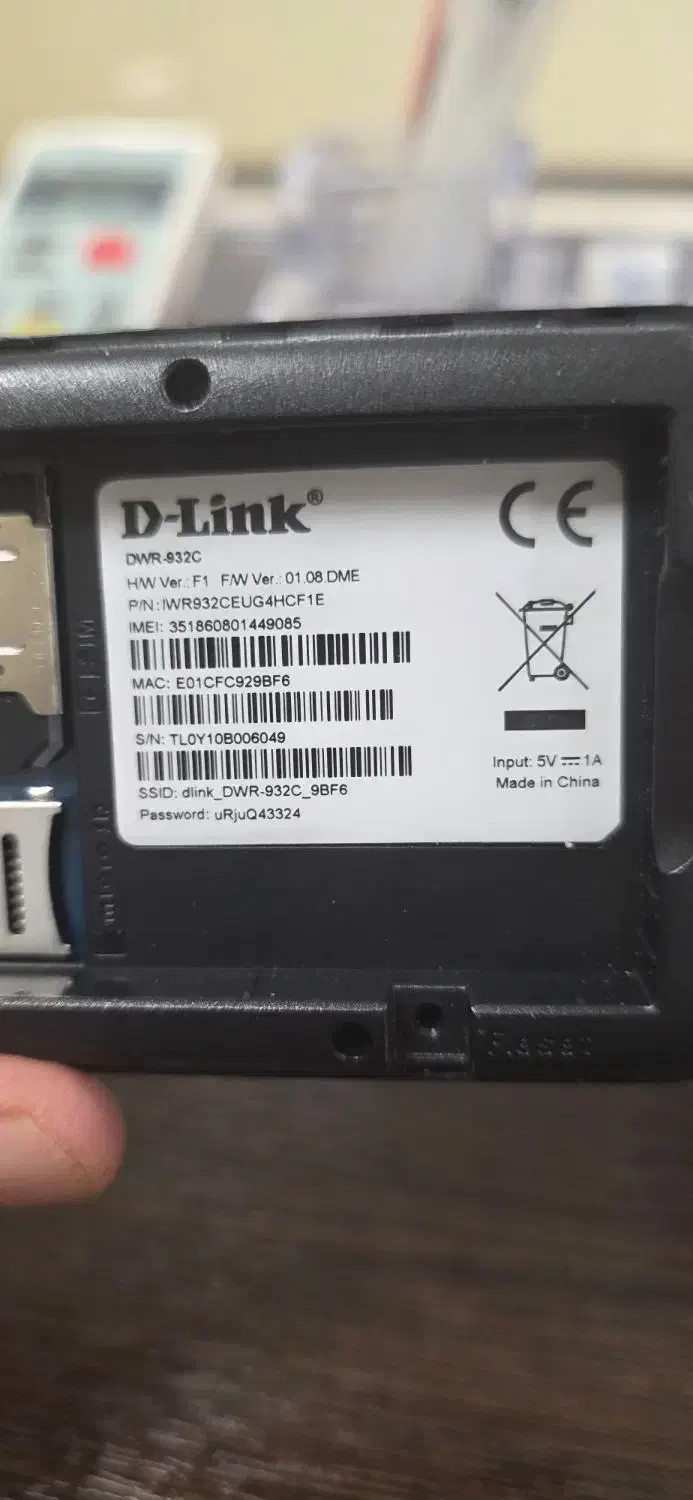 D-Link®
DWR-932C
H/W Ver.: F1 F/W Ver.: 01.08.DME
P/N: IWR932CEUG4HCF1E
IMEI: 351860801449085
MAC: E01CFC929BF6
S/N: TL0Y10B006049
SSID: dlink_DWR-932C_9BF6
Password: uRjuQ43324
CE
Input: 5V ⎓ 1A
Made in China
Reset